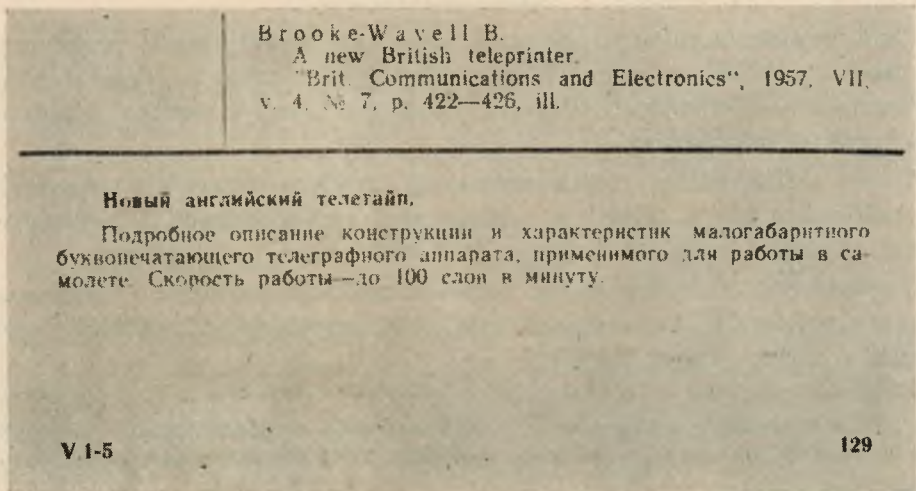 Brooke-Wavell B.
A new British teleprinter.
"Brit. Communications and Electronics", 1957, VII,
v. 4, № 7, p. 422—426, ill.
Новый английский телетайп.
Подробное описание конструкции и характеристик малогабаритного
буквопечатающего телеграфного аппарата, применимого для работы в са-
молете. Скорость работы—до 100 слов в минуту.
V.1-5
129